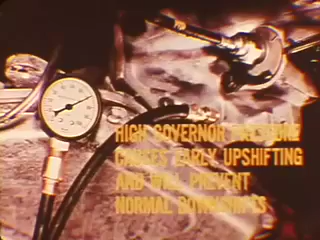 HIGH GOVERNOR PRESSURE
CAUSES EARLY UPSHIFTING
AND WILL PREVENT
NORMAL DOWNSHIFTS